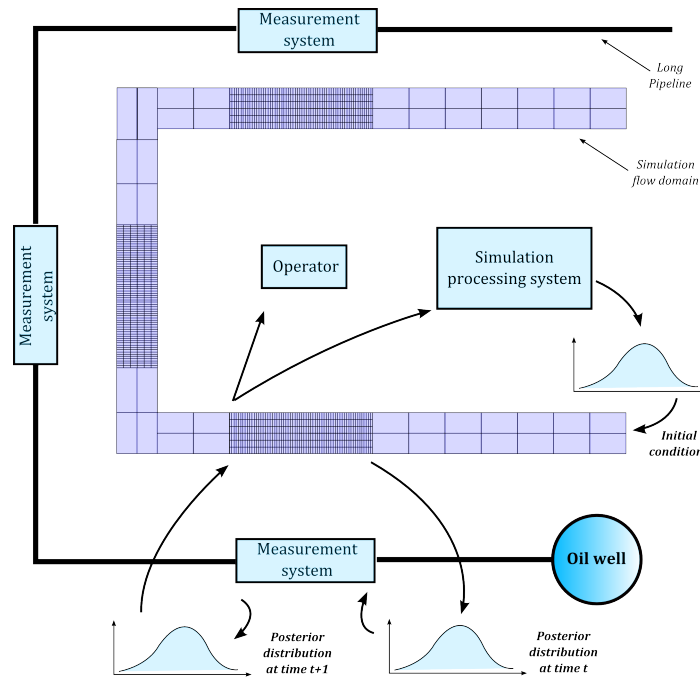 Measurement
system
Long
Pipeline
Simulation
flow domain
Measurement
system
Operator
Simulation
processing system
Initial
condition
Measurement
system
Oil well
Posterior
distribution
at time t+1
Posterior
distribution
at time t